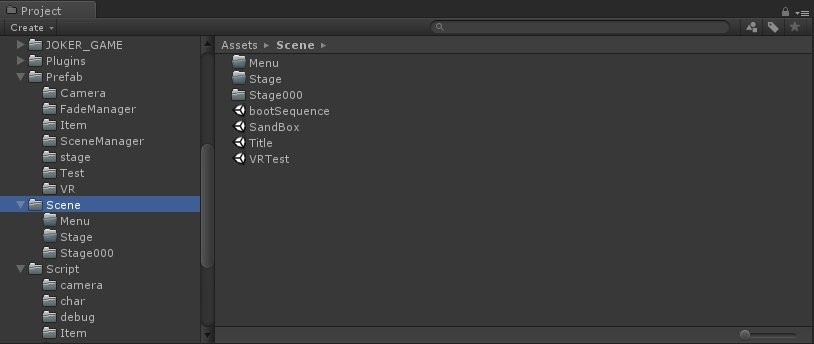 Project
Create
JOKER_GAME
Plugins
Prefab
Camera
FadeManager
Item
SceneManager
stage
Test
VR
Scene
Menu
Stage
Stage000
Script
camera
char
debug
Item
Assets ▸ Scene ▸
Menu
Stage
Stage000
bootSequence
SandBox
Title
VRTest